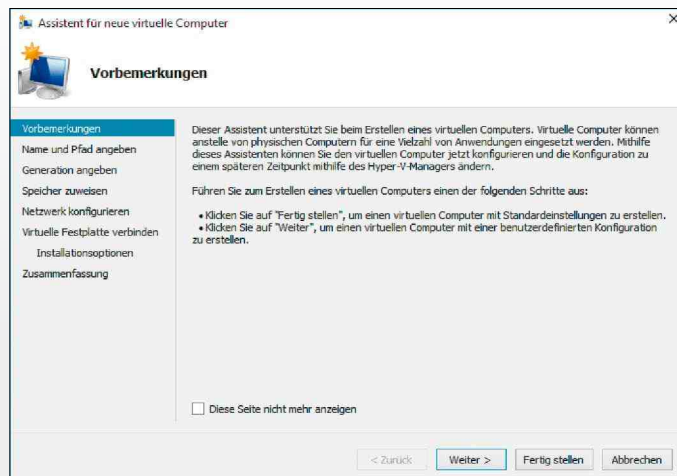 Assistent für neue virtuelle Computer
Vorbemerkungen
Vorbemerkungen
Name und Pfad angeben
Generation angeben
Speicher zuweisen
Netzwerk konfigurieren
Virtuelle Festplatte verbinden
Installationsoptionen
Zusammenfassung
Dieser Assistent unterstützt Sie beim Erstellen eines virtuellen Computers. Virtuelle Computer können
anstelle von physischen Computern für eine Vielzahl von Anwendungen eingesetzt werden. Mithilfe
dieses Assistenten können Sie den virtuellen Computer jetzt konfigurieren und die Konfiguration zu
einem späteren Zeitpunkt mithilfe des Hyper-V-Managers ändern.
Führen Sie zum Erstellen eines virtuellen Computers einen der folgenden Schritte aus:
• Klicken Sie auf "Fertig stellen", um einen virtuellen Computer mit Standardeinstellungen zu erstellen.
• Klicken Sie auf "Weiter", um einen virtuellen Computer mit einer benutzerdefinierten Konfiguration
zu erstellen.
Diese Seite nicht mehr anzeigen
< Zurück Weiter > Fertig stellen Abbrechen